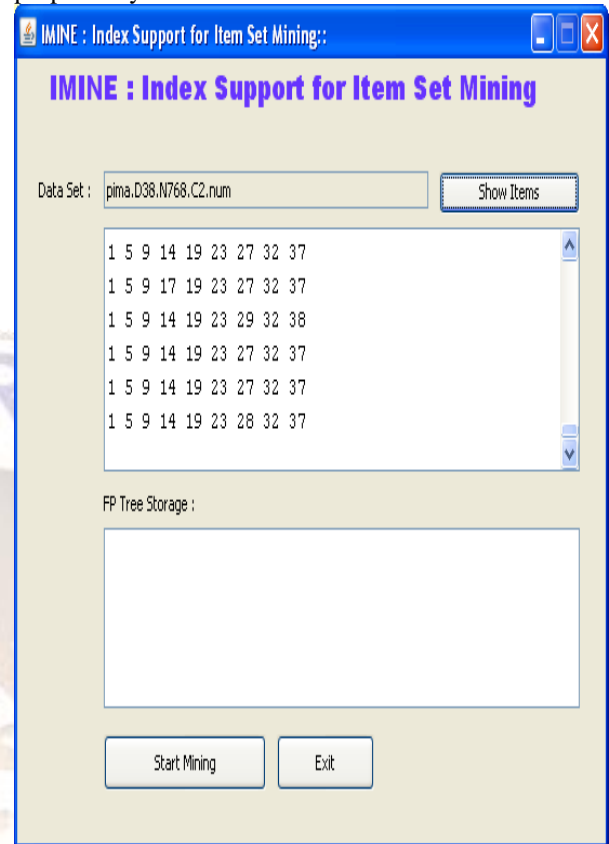 IMINE : Index Support for Item Set Mining::
IMINE : Index Support for Item Set Mining
Data Set : pima.D38.N768.C2.num Show Items
1 5 9 14 19 23 27 32 37
1 5 9 17 19 23 27 32 37
1 5 9 14 19 23 29 32 38
1 5 9 14 19 23 27 32 37
1 5 9 14 19 23 27 32 37
1 5 9 14 19 23 28 32 37
FP Tree Storage :
Start Mining Exit